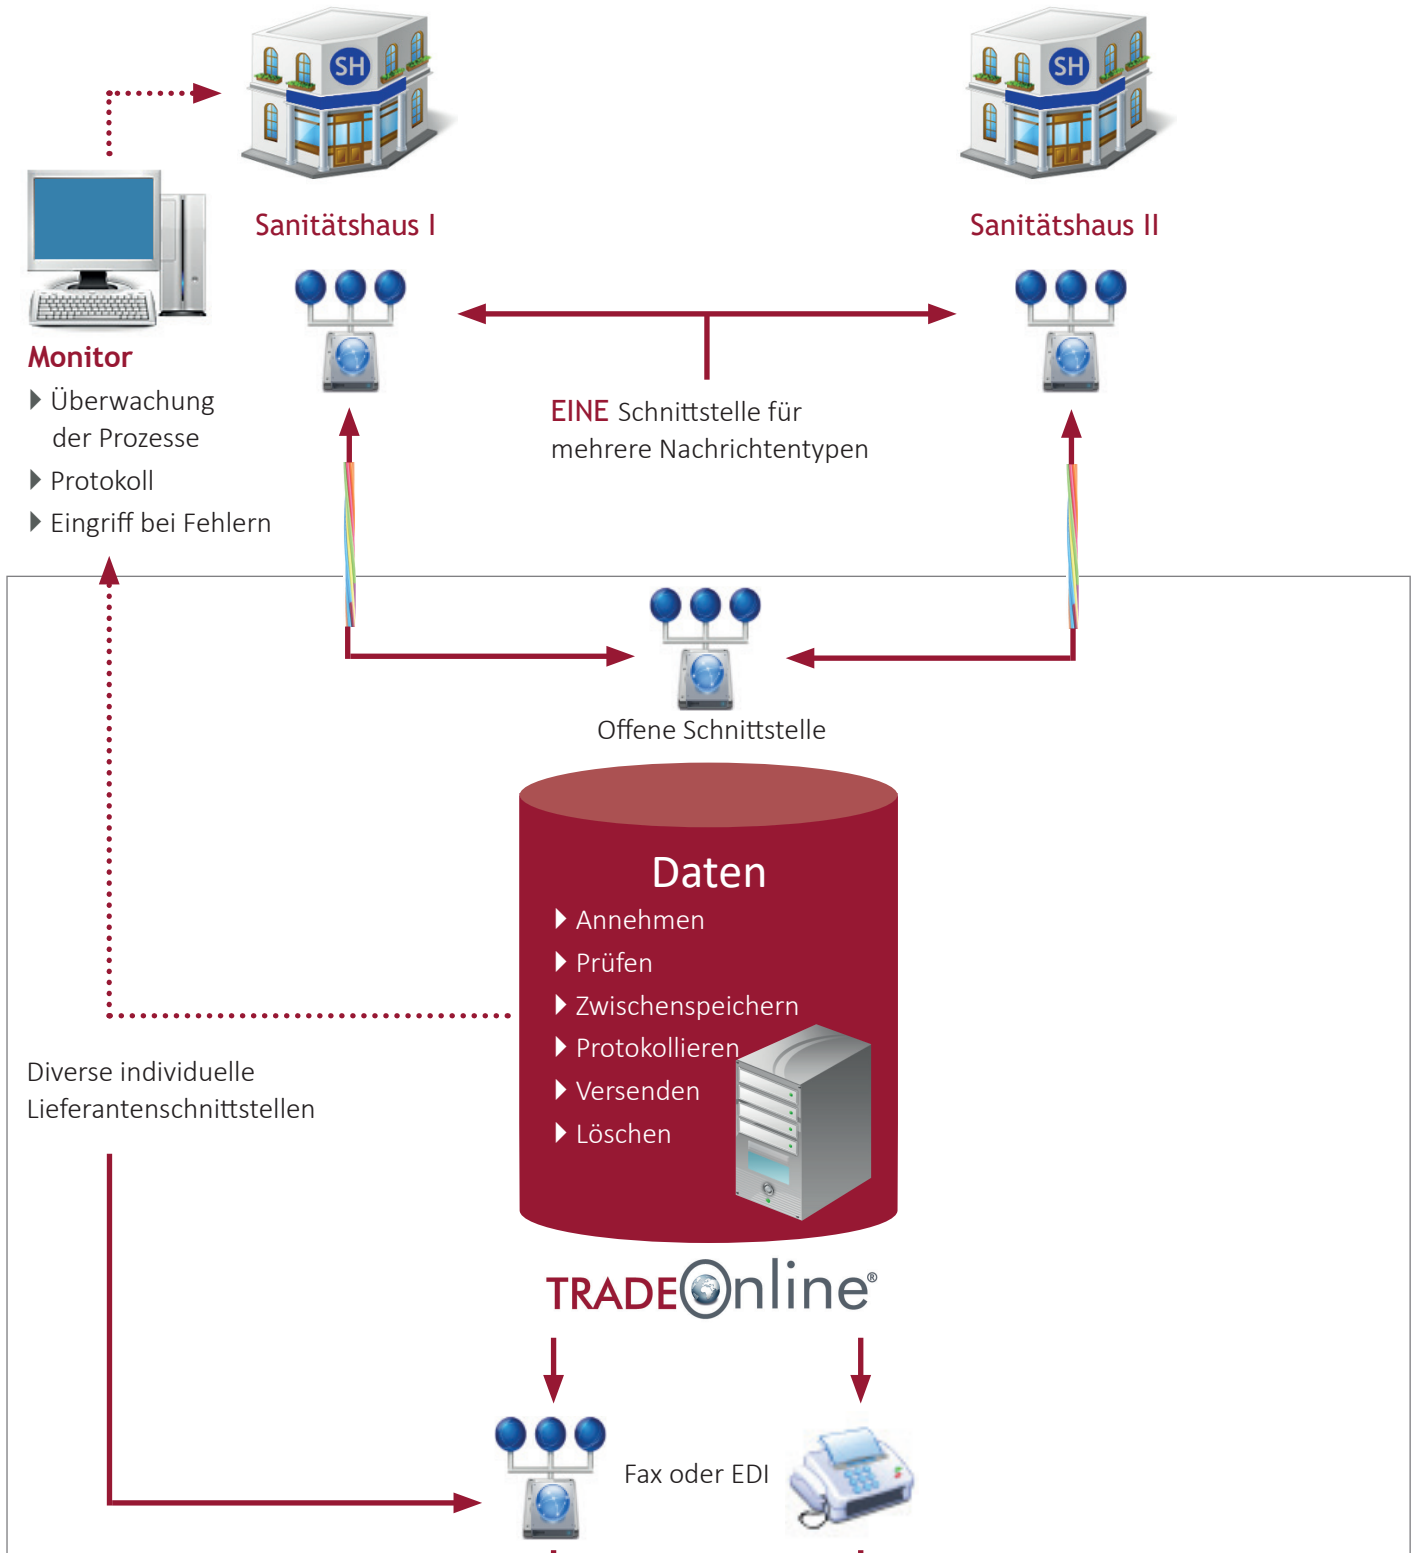 SH
SH
Sanitätshaus I
Sanitätshaus II
Monitor
Überwachung
der Prozesse
Protokoll
Eingriff bei Fehlern
EINE Schnittstelle für
mehrere Nachrichtentypen
Offene Schnittstelle
Daten
Annehmen
Prüfen
Zwischenspeichern
Protokollieren
Versenden
Löschen
Diverse individuelle
Lieferantenschnittstellen
TRADEOnline®
Fax oder EDI